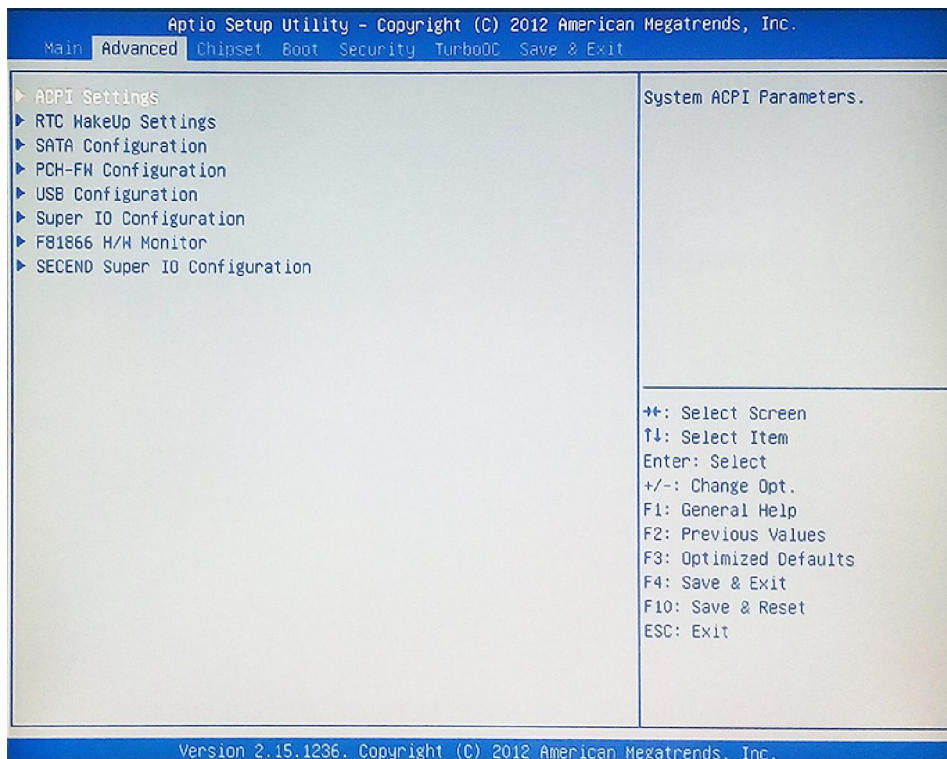 Aptio Setup Utility – Copyright (C) 2012 American Megatrends, Inc.
Main Advanced Chipset Boot Security TurboOC Save & Exit
ACPI Settings
RTC WakeUp Settings
SATA Configuration
PCH-FW Configuration
USB Configuration
Super IO Configuration
F81866 H/W Monitor
SECEND Super IO Configuration
System ACPI Parameters.
→←: Select Screen
↑↓: Select Item
Enter: Select
+/-: Change Opt.
F1: General Help
F2: Previous Values
F3: Optimized Defaults
F4: Save & Exit
F10: Save & Reset
ESC: Exit
Version 2.15.1236. Copyright (C) 2012 American Megatrends, Inc.